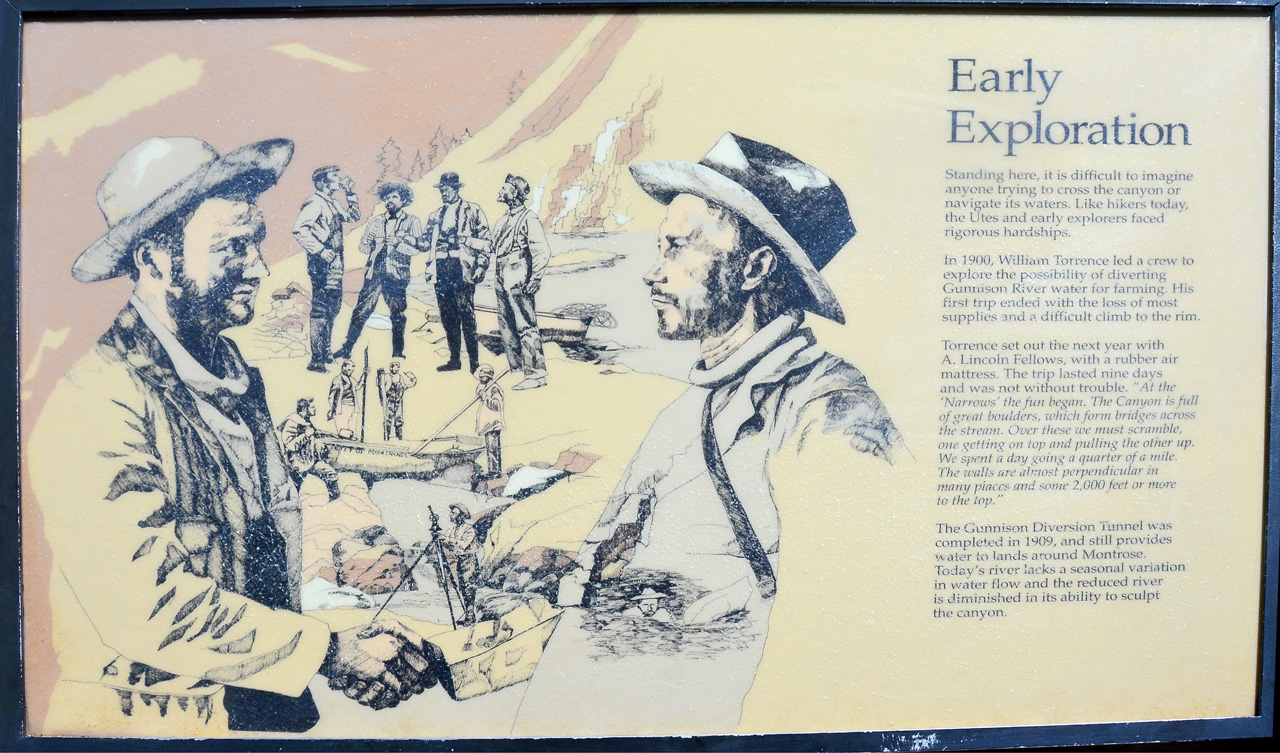 Early
Exploration
Standing here, it is difficult to imagine
anyone trying to cross the canyon or
navigate its waters. Like hikers today,
the Utes and early explorers faced
rigorous hardships.
In 1900, William Torrence led a crew to
explore the possibility of diverting
Gunnison River water for farming. His
first trip ended with the loss of most
supplies and a difficult climb to the rim.
Torrence set out the next year with
A. Lincoln Fellows, with a rubber air
mattress. The trip lasted nine days
and was not without trouble. "At the
'Narrows' the fun began. The Canyon is full
of great boulders, which form bridges across
the stream. Over these we must scramble,
one getting on top and pulling the other up.
We spent a day going a quarter of a mile.
The walls are almost perpendicular in
many places and some 2,000 feet or more
to the top."
The Gunnison Diversion Tunnel was
completed in 1909, and still provides
water to lands around Montrose.
Today's river lacks a seasonal variation
in water flow and the reduced river
is diminished in its ability to sculpt
the canyon.